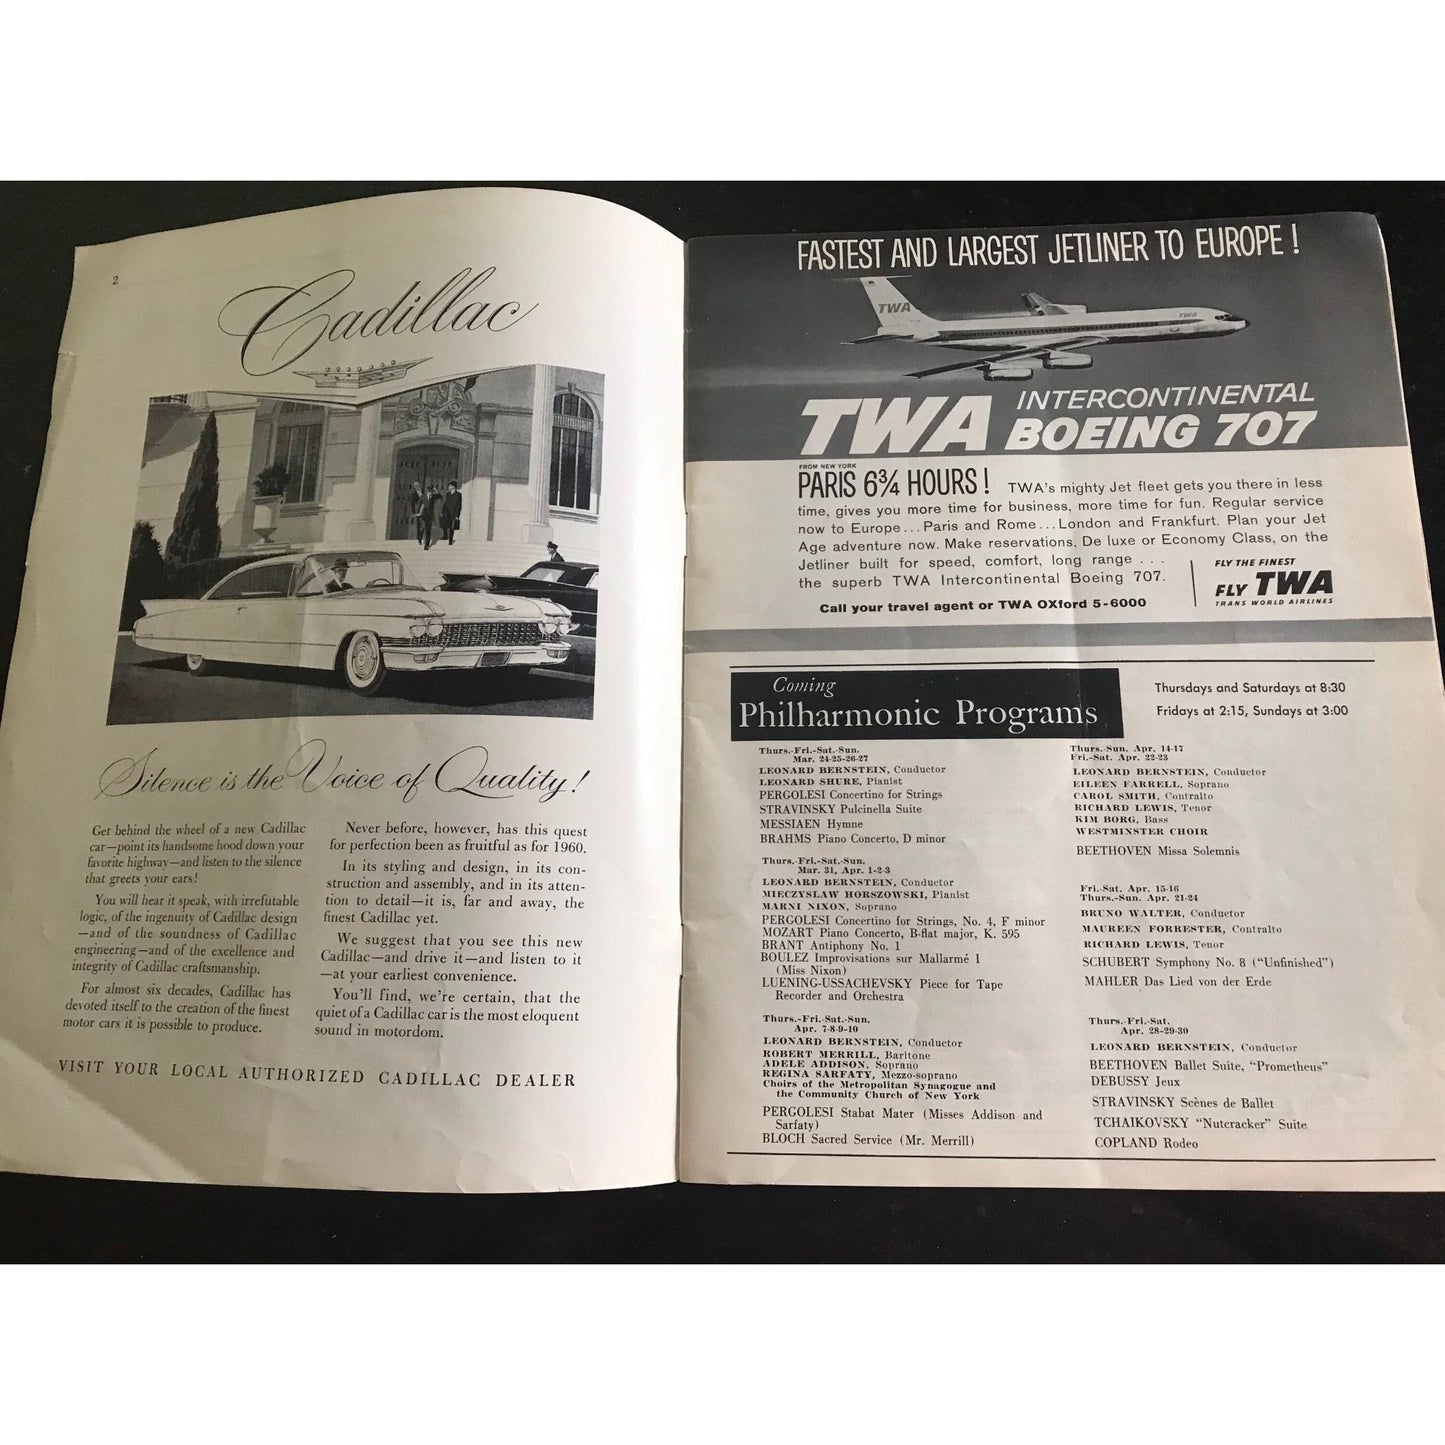 2
Cadillac
Silence is the Voice of Quality!
Get behind the wheel of a new Cadillac
car—point its handsome hood down your
favorite highway—and listen to the silence
that greets your ears!
You will hear it speak, with irrefutable
logic, of the ingenuity of Cadillac design
—and of the soundness of Cadillac
engineering—and of the excellence and
integrity of Cadillac craftsmanship.
For almost six decades, Cadillac has
devoted itself to the creation of the finest
motor cars it is possible to produce.
Never before, however, has this quest
for perfection been as fruitful as for 1960.
In its styling and design, in its con-
struction and assembly, and in its atten-
tion to detail—it is, far and away, the
finest Cadillac yet.
We suggest that you see this new
Cadillac—and drive it—and listen to it
—at your earliest convenience.
You'll find, we're certain, that the
quiet of a Cadillac car is the most eloquent
sound in motordom.
VISIT YOUR LOCAL AUTHORIZED CADILLAC DEALER
FASTEST AND LARGEST JETLINER TO EUROPE!
TWA
TWA
TWA INTERCONTINENTAL
BOEING 707
FROM NEW YORK
PARIS 6¾ HOURS! TWA's mighty Jet fleet gets you there in less
time, gives you more time for business, more time for fun. Regular service
now to Europe...Paris and Rome...London and Frankfurt. Plan your Jet
Age adventure now. Make reservations, De luxe or Economy Class, on the
Jetliner built for speed, comfort, long range ...
the superb TWA Intercontinental Boeing 707.
Call your travel agent or TWA OXford 5-6000
FLY THE FINEST
FLY TWA
TRANS WORLD AIRLINES
Coming
Philharmonic Programs
Thursdays and Saturdays at 8:30
Fridays at 2:15, Sundays at 3:00
Thurs.-Fri.-Sat.-Sun.
Mar. 24-25-26-27
LEONARD BERNSTEIN, Conductor
LEONARD SHURE, Pianist
PERGOLESI Concertino for Strings
STRAVINSKY Pulcinella Suite
MESSIAEN Hymne
BRAHMS Piano Concerto, D minor
Thurs.-Fri.-Sat.-Sun.
Mar. 31, Apr. 1-2-3
LEONARD BERNSTEIN, Conductor
MIECZYSLAW HORSZOWSKI, Pianist
MARNI NIXON, Soprano
PERGOLESI Concertino for Strings, No. 4, F minor
MOZART Piano Concerto, B-flat major, K. 595
BRANT Antiphony No. 1
BOULEZ Improvisations sur Mallarmé 1
(Miss Nixon)
LUENING-USSACHEVSKY Piece for Tape
Recorder and Orchestra
Thurs.-Fri.-Sat.-Sun.
Apr. 7-8-9-10
LEONARD BERNSTEIN, Conductor
ROBERT MERRILL, Baritone
ADELE ADDISON, Soprano
REGINA SARFATY, Mezzo-soprano
Choirs of the Metropolitan Synagogue and
the Community Church of New York
PERGOLESI Stabat Mater (Misses Addison and
Sarfaty)
BLOCH Sacred Service (Mr. Merrill)
Thurs.-Sun. Apr. 14-17
Fri.-Sat. Apr. 22-23
LEONARD BERNSTEIN, Conductor
EILEEN FARRELL, Soprano
CAROL SMITH, Contralto
RICHARD LEWIS, Tenor
KIM BORG, Bass
WESTMINSTER CHOIR
BEETHOVEN Missa Solemnis
Fri.-Sat. Apr. 15-16
Thurs.-Sun. Apr. 21-24
BRUNO WALTER, Conductor
MAUREEN FORRESTER, Contralto
RICHARD LEWIS, Tenor
SCHUBERT Symphony No. 8 ("Unfinished")
MAHLER Das Lied von der Erde
Thurs.-Fri.-Sat.
Apr. 28-29-30
LEONARD BERNSTEIN, Conductor
BEETHOVEN Ballet Suite, "Prometheus"
DEBUSSY Jeux
STRAVINSKY Scènes de Ballet
TCHAIKOVSKY "Nutcracker" Suite
COPLAND Rodeo